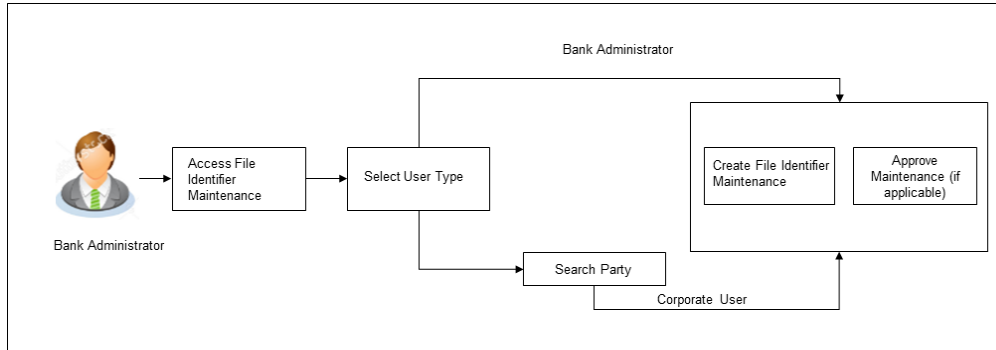 Bank Administrator
Access File
Identifier
Maintenance
Select User Type
Create File Identifier
Maintenance
Approve
Maintenance (if
applicable)
Bank Administrator
Search Party
Corporate User